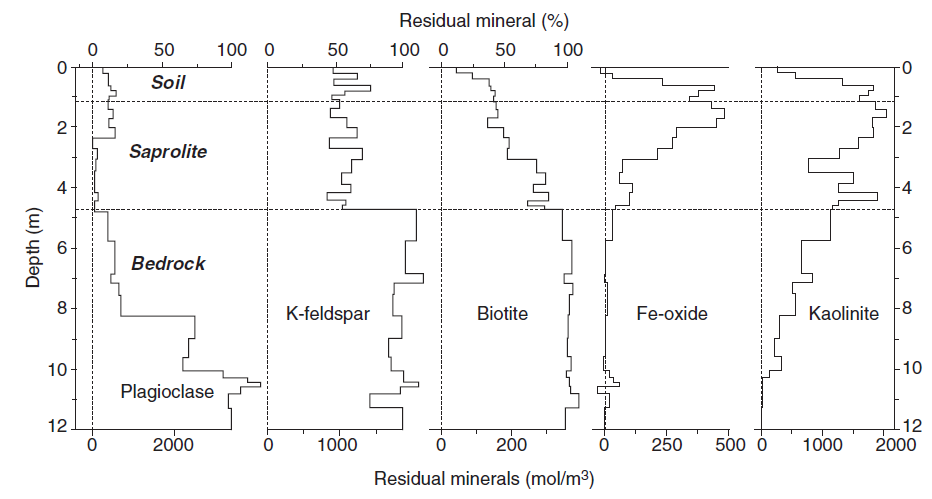 Residual mineral (%)
0 50 100 0 50 100 0 50 100
0 Soil 0
2 Saprolite 2
4 4
Depth (m)
6 Bedrock 6
8 K-feldspar Biotite Fe-oxide Kaolinite 8
10 Plagioclase 10
12 12
0 2000 0 1000 0 200 0 250 500 0 1000 2000
Residual minerals (mol/m³)